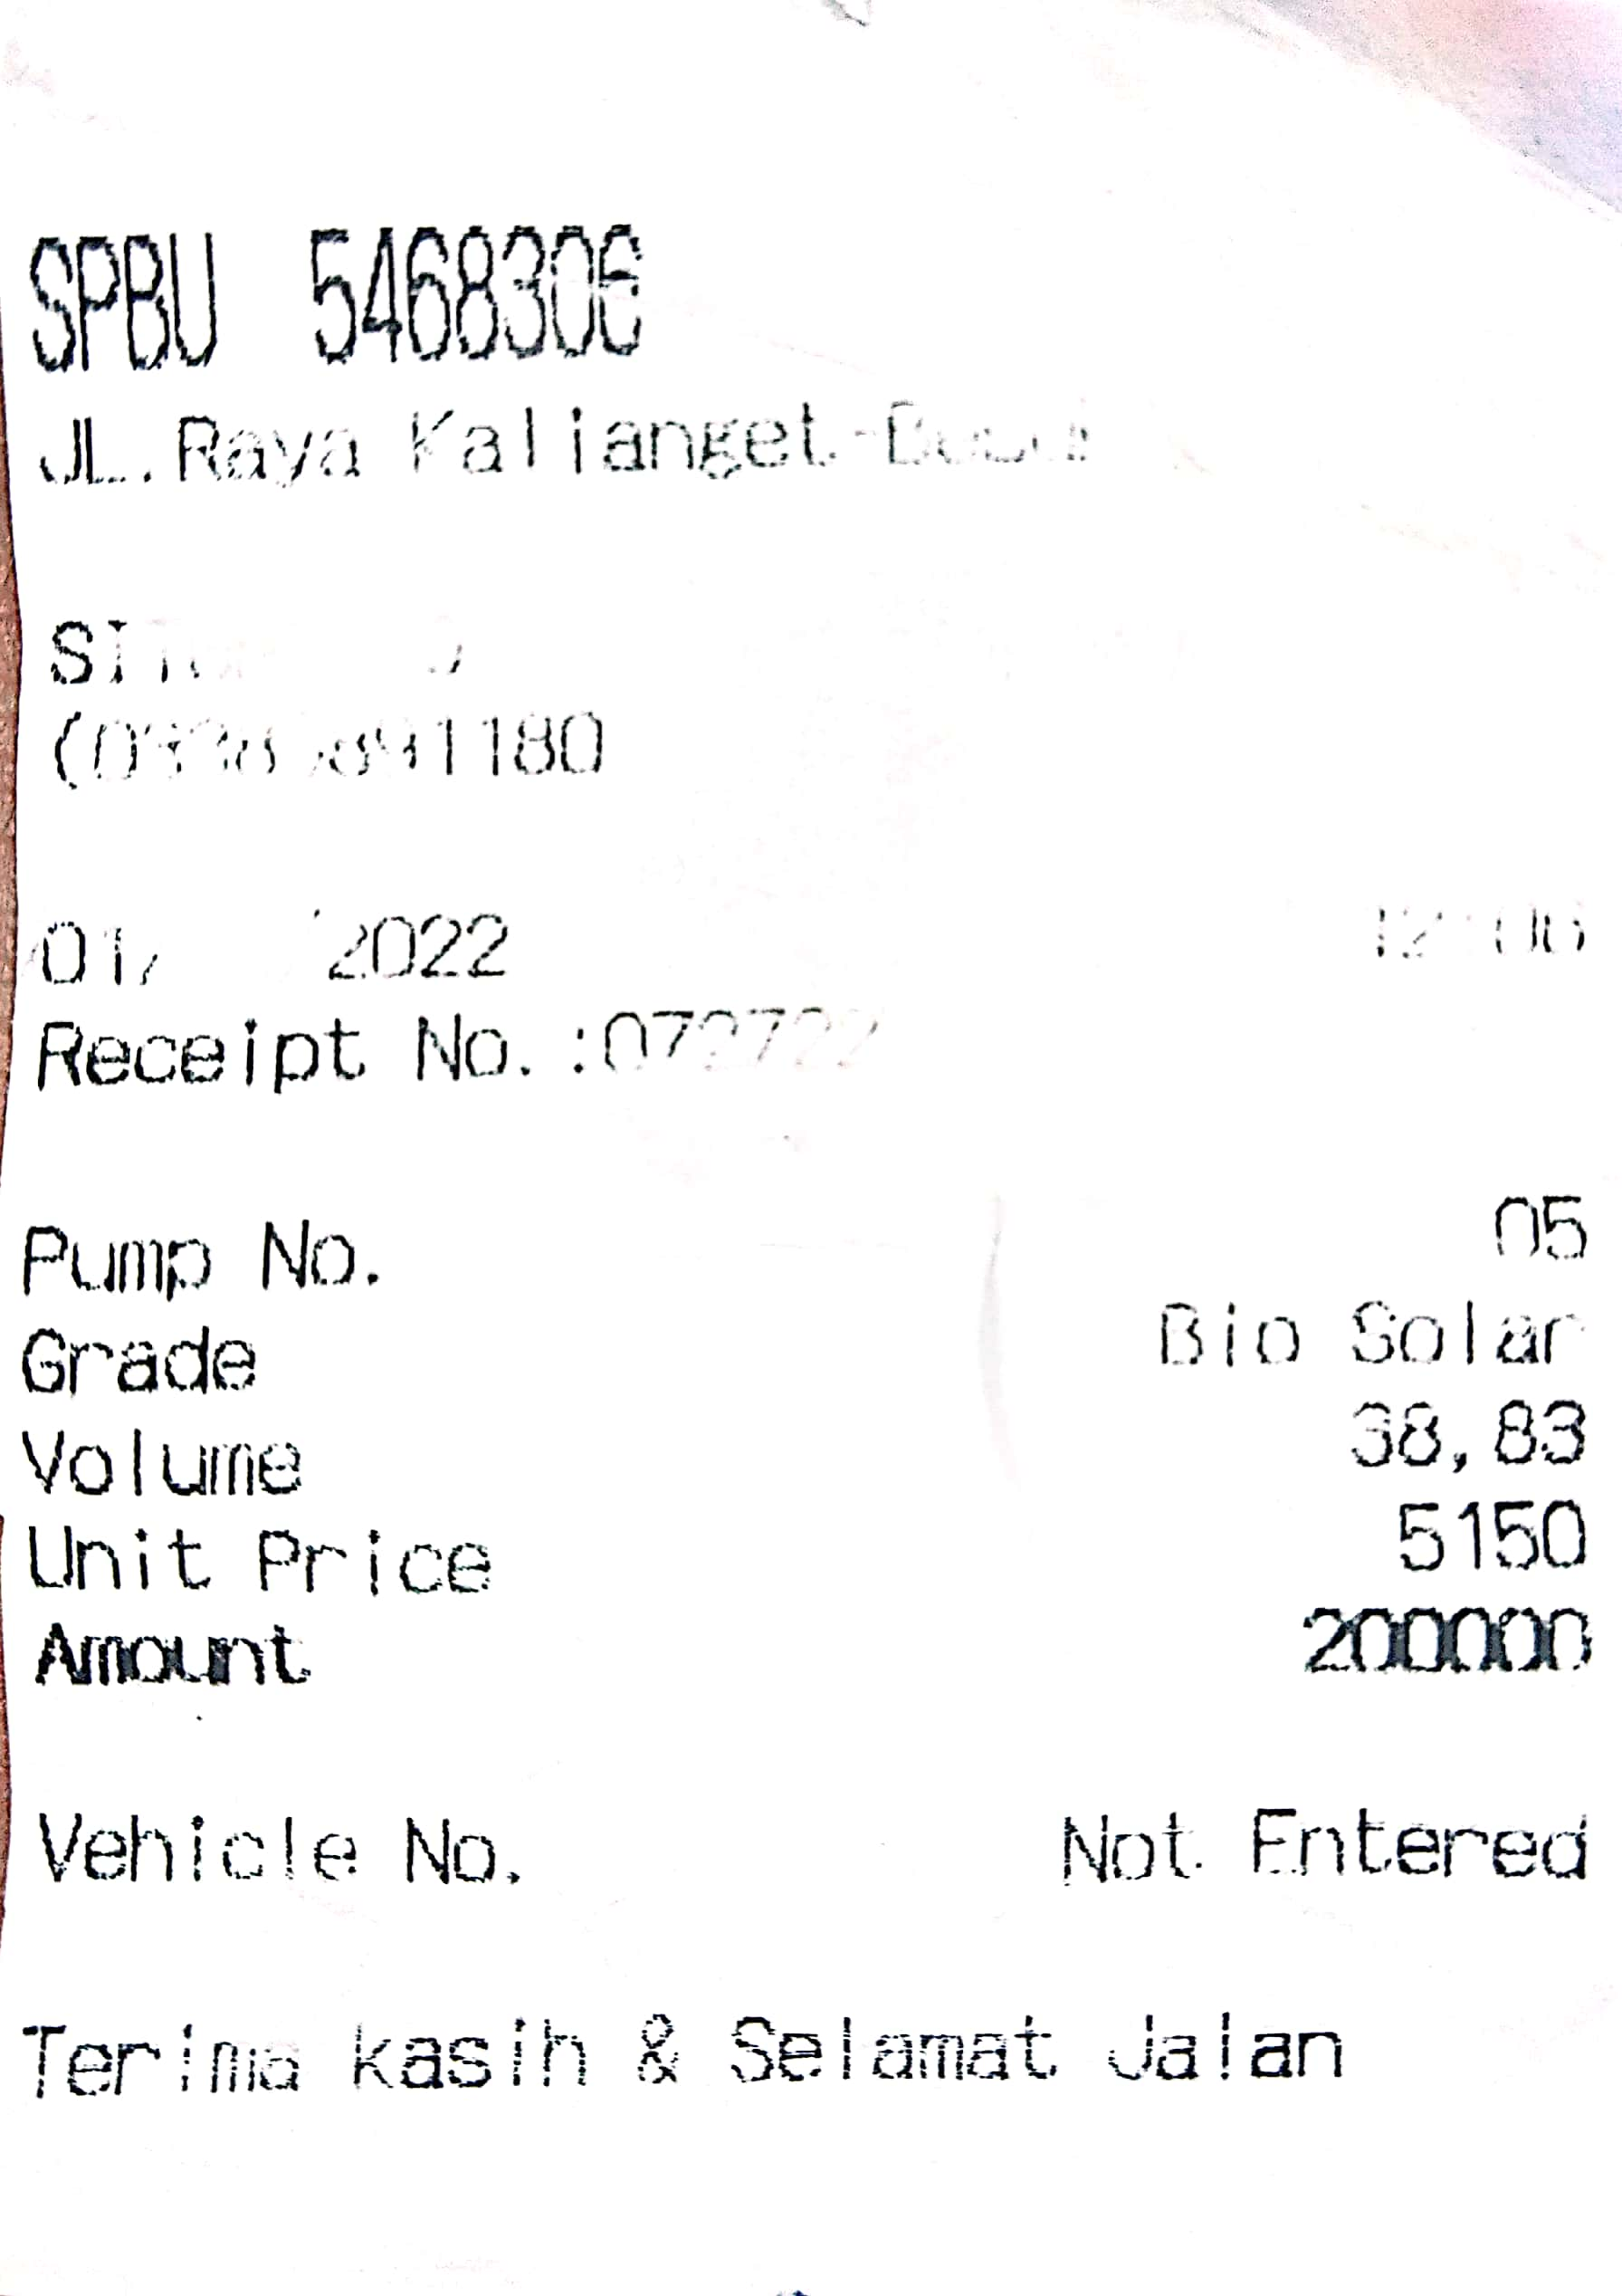 SPBU 5468306
JL.Raya Kalianget
01/ 2022
Receipt No.:
Pump No. 05
Grade Bio Solar
Volume 38,83
Unit Price 5150
Amount 200000
Vehicle No. Not Entered
Terima kasih & Selamat Jalan